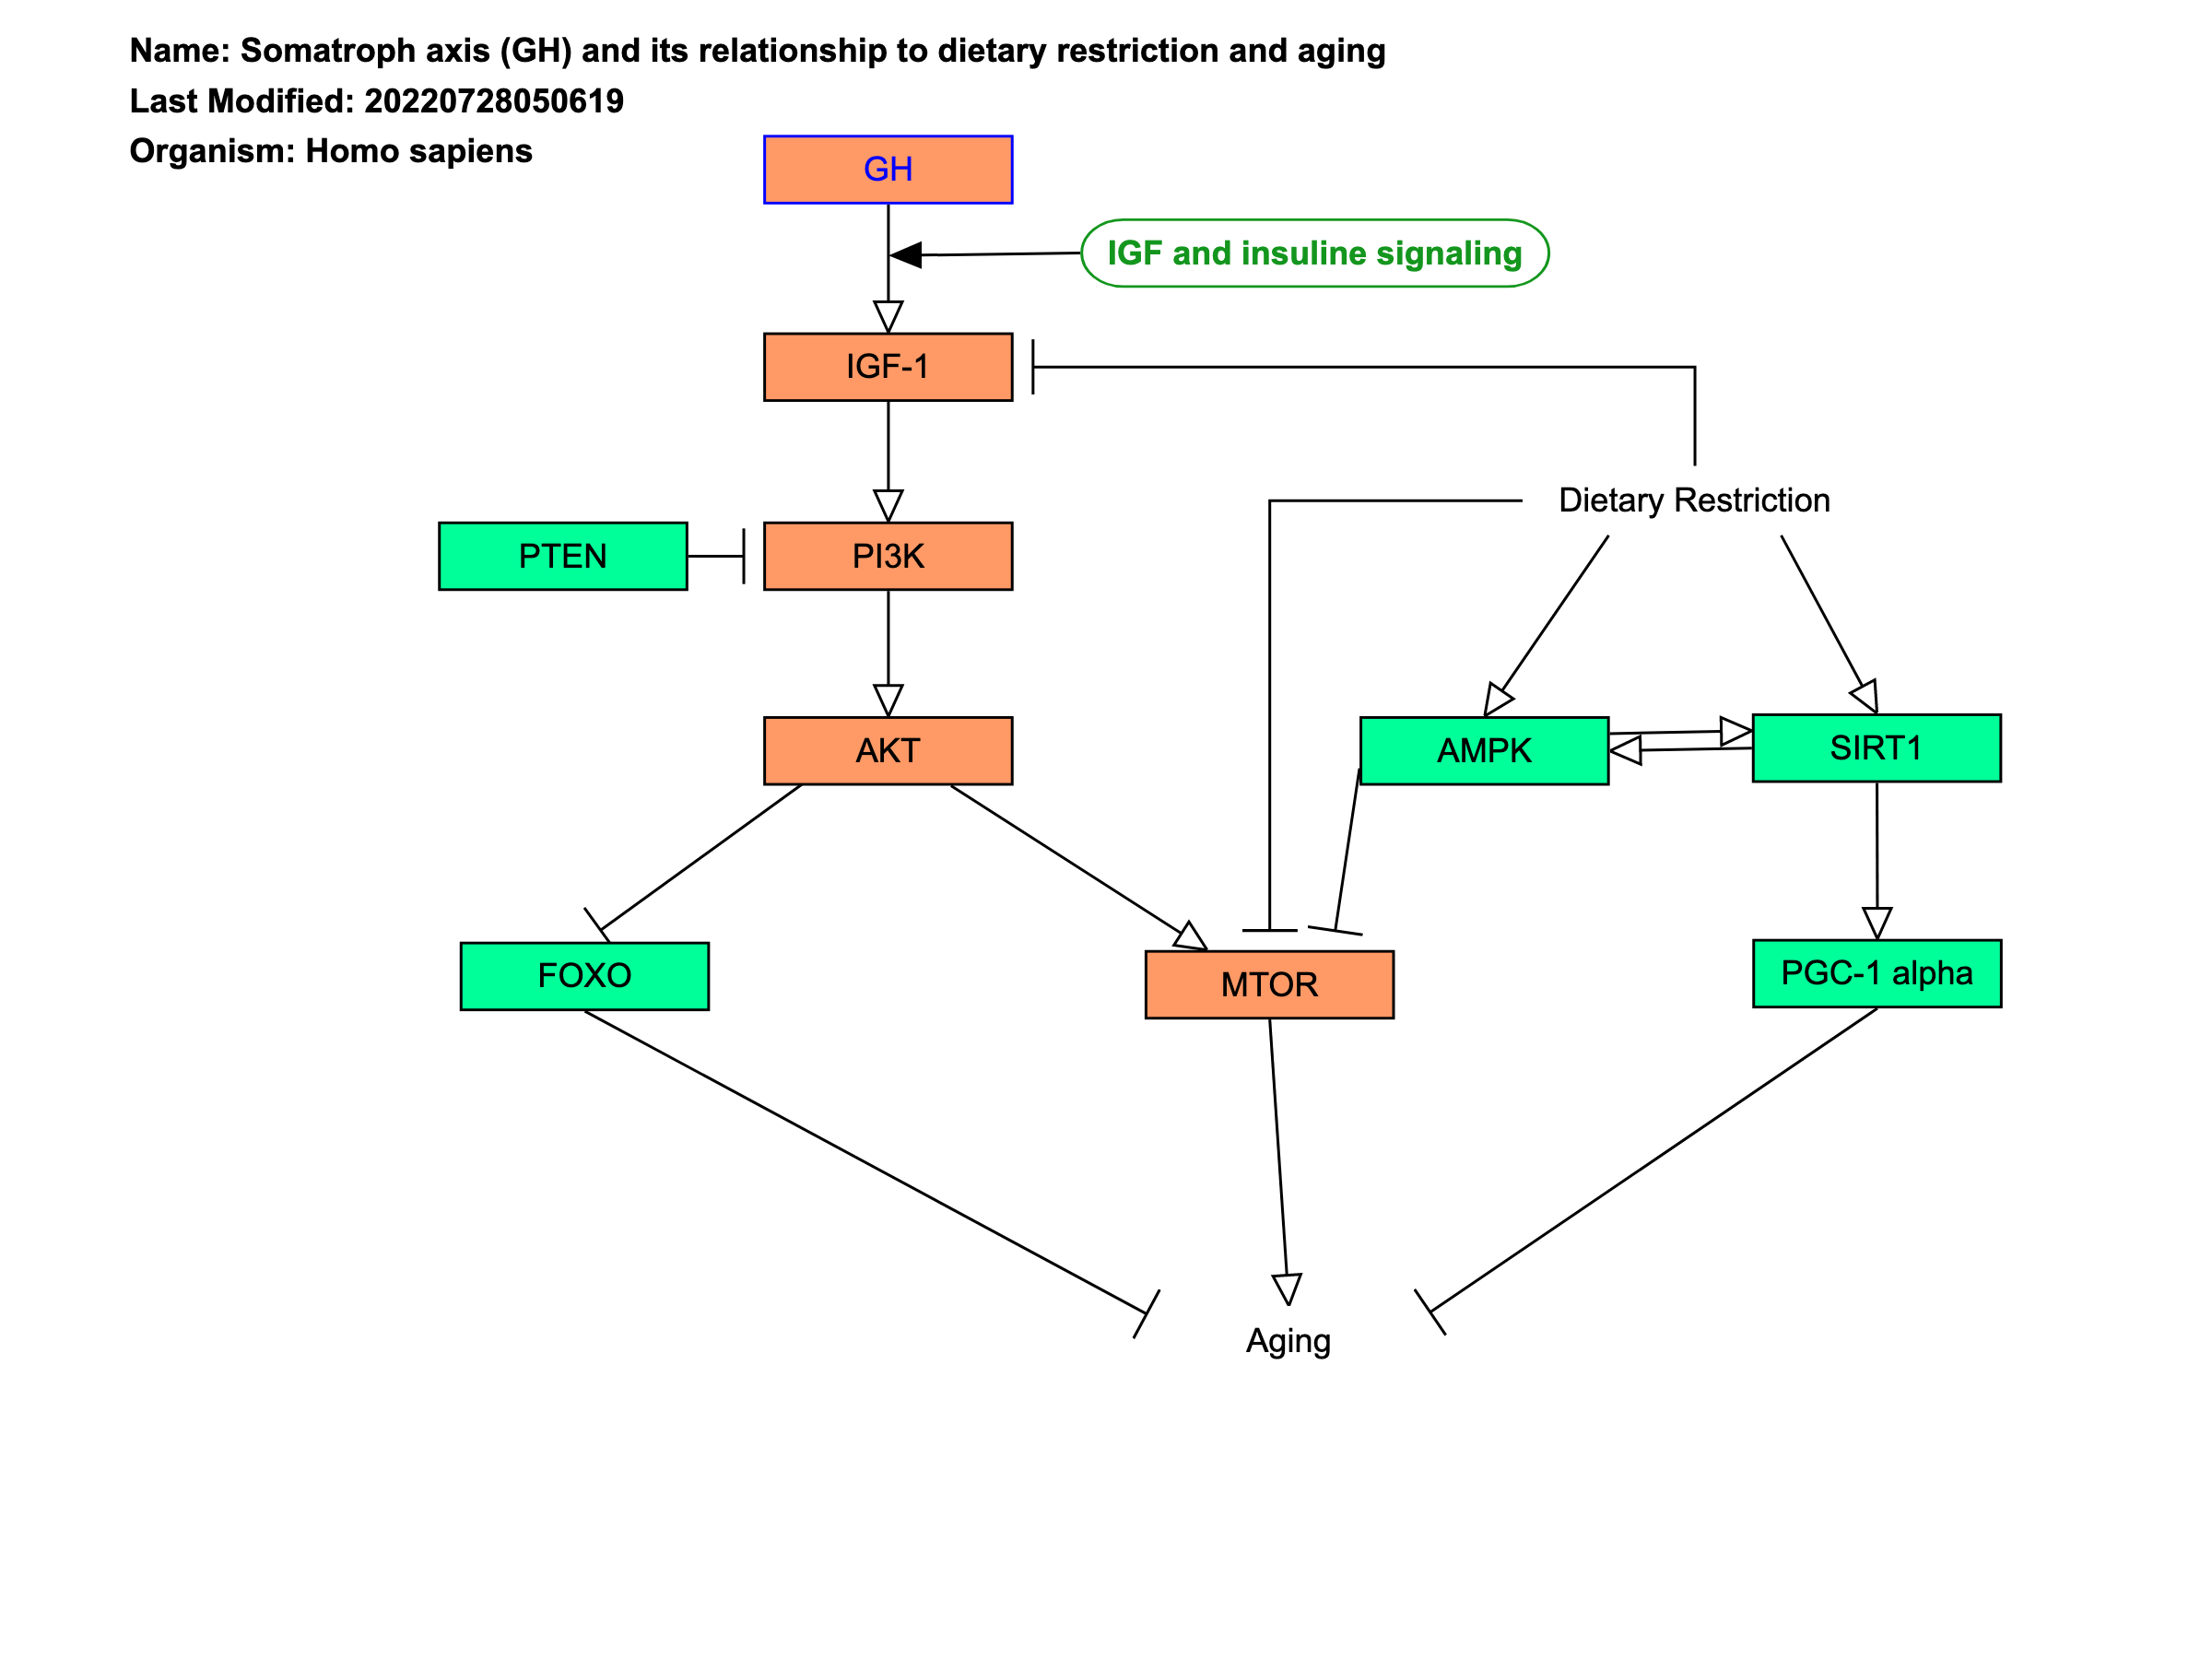 Name: Somatroph axis (GH) and its relationship to dietary restriction and aging
Last Modified: 20220728050619
Organism: Homo sapiens
GH
IGF and insuline signaling
IGF-1
Dietary Restriction
PTEN
PI3K
AKT
AMPK
SIRT1
FOXO
MTOR
PGC-1 alpha
Aging